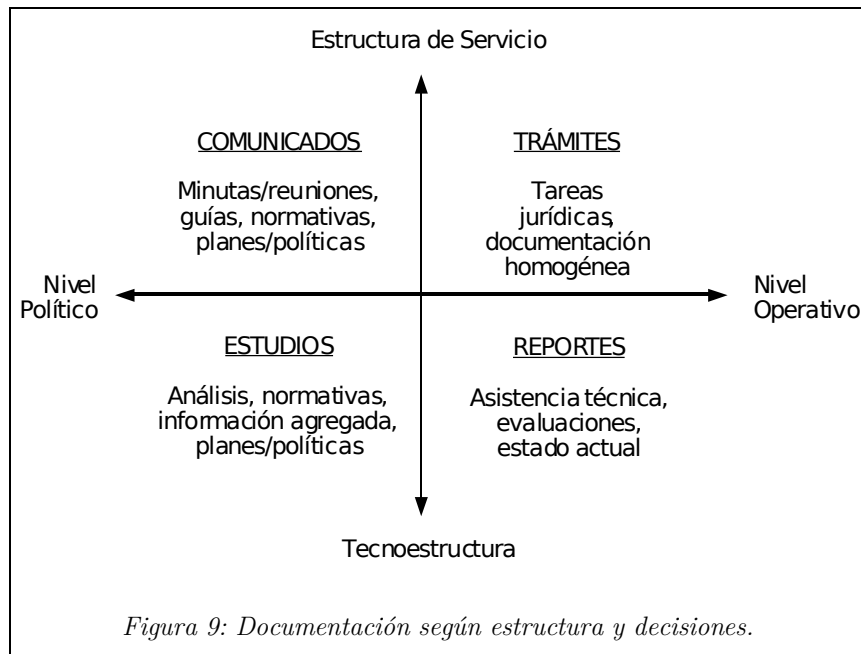 Estructura de Servicio
COMUNICADOS
Minutas/reuniones,
guías, normativas,
planes/políticas
TRÁMITES
Tareas
jurídicas,
documentación
homogénea
Nivel
Político
Nivel
Operativo
ESTUDIOS
Análisis, normativas,
información agregada,
planes/políticas
REPORTES
Asistencia técnica,
evaluaciones,
estado actual
Tecnoestructura
Figura 9: Documentación según estructura y decisiones.